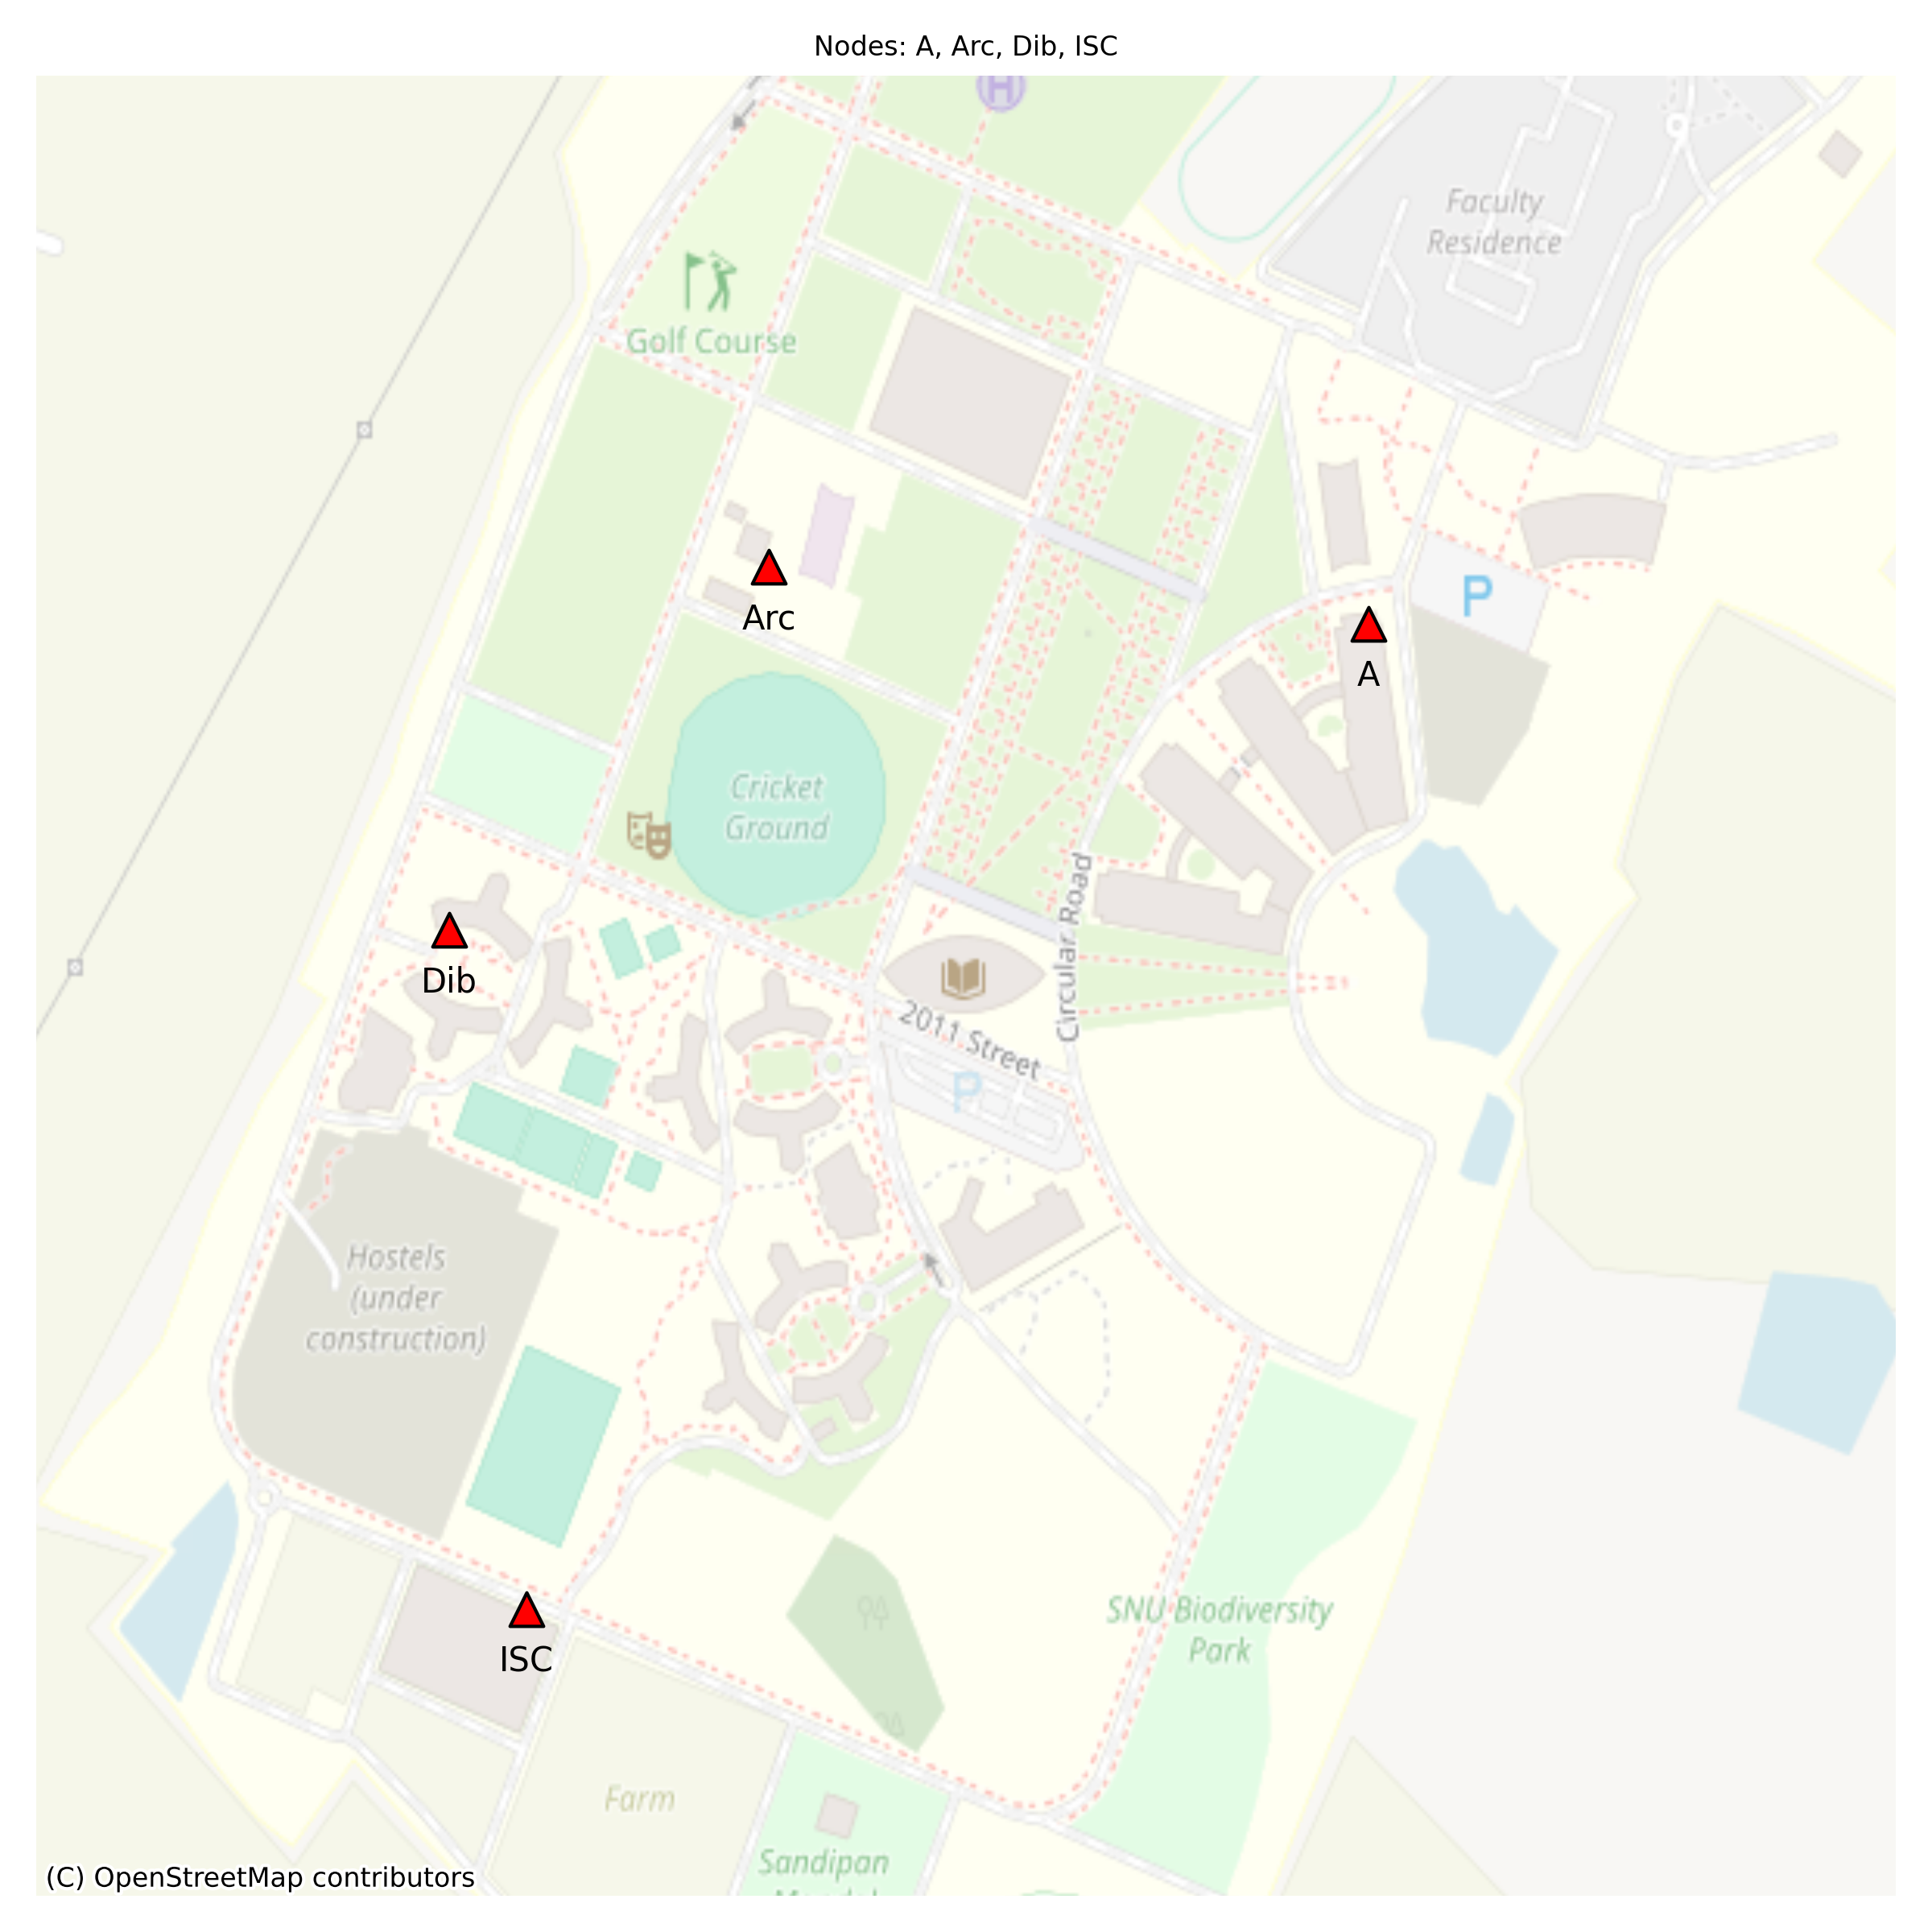 Nodes: A, Arc, Dib, ISC
H
Faculty
Residence
Golf Course
Arc
P
A
Cricket
Ground
Circular Road
Dib
2011 Street
P
Hostels
(under
construction)
SNU Biodiversity
Park
ISC
Farm
Sandipan
(C) OpenStreetMap contributors